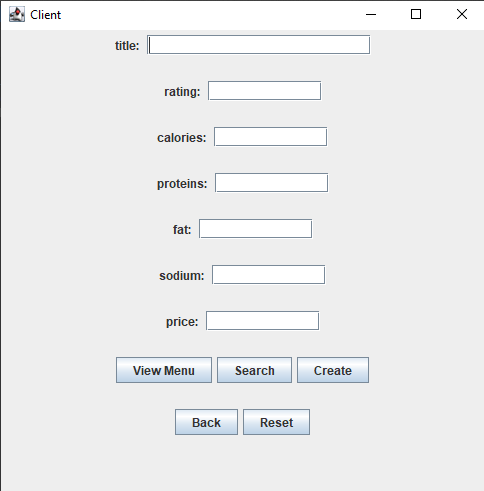 Client
title:
rating:
calories:
proteins:
fat:
sodium:
price:
View Menu Search Create
Back Reset